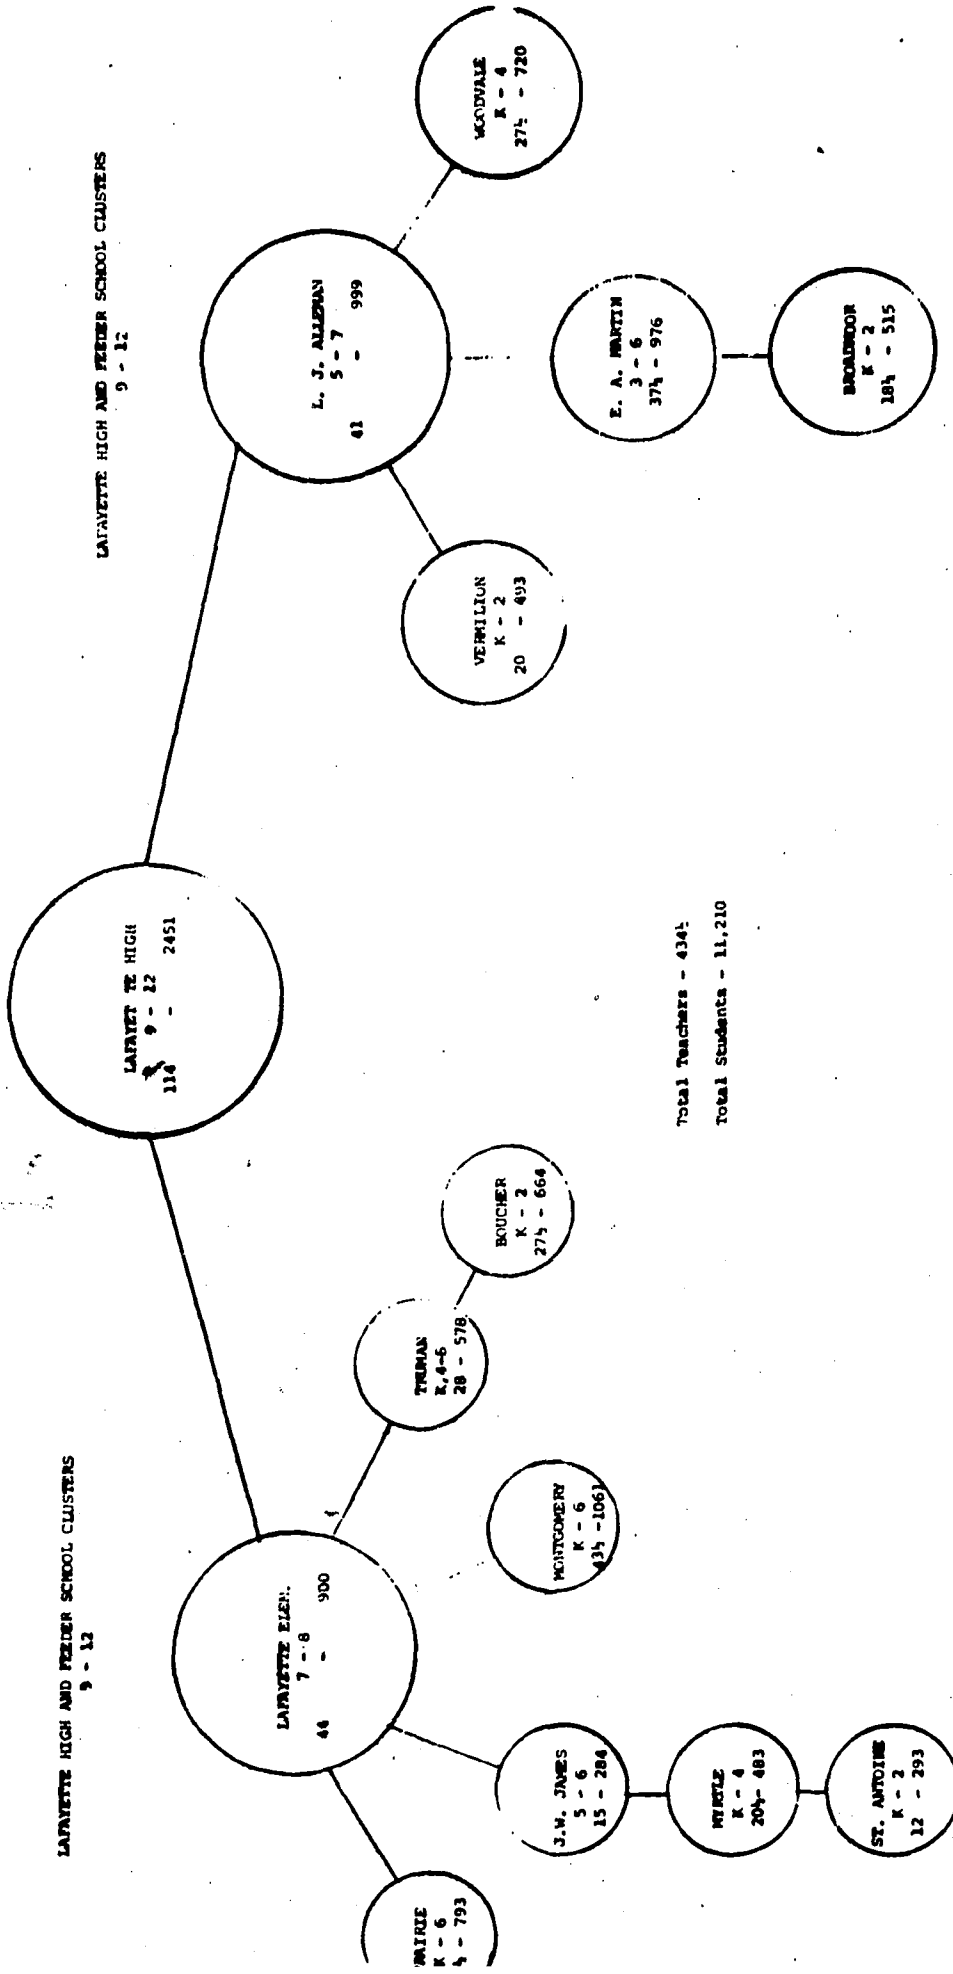 LAFAYETTE HIGH AND FEEDER SCHOOL CLUSTERS
9 - 12
LAFAYETTE HIGH AND FEEDER SCHOOL CLUSTERS
9 - 12
LAFAYET TE HIGH
9 - 12
114 - 2451
LAFAYETTE ELEM.
7 - 8
44 - 900
L. J. ALLEMAN
5 - 7
41 - 999
PRAIRIE
K - 6
½ - 793
J.W. JAMES
5 - 6
15 - 284
MYRTLE
K - 4
20½ - 483
ST. ANTOINE
K - 2
12 - 293
MONTGOMERY
K - 6
43½ - 1061
TRUMAN
K,4-6
28 - 578
BOUCHER
K - 2
27½ - 664
VERMILION
K - 2
20 - 493
E. A. MARTIN
3 - 6
37½ - 976
BROADMOOR
K - 2
18½ - 515
WOODVALE
K - 4
27½ - 720
Total Teachers - 434½
Total Students - 11,210